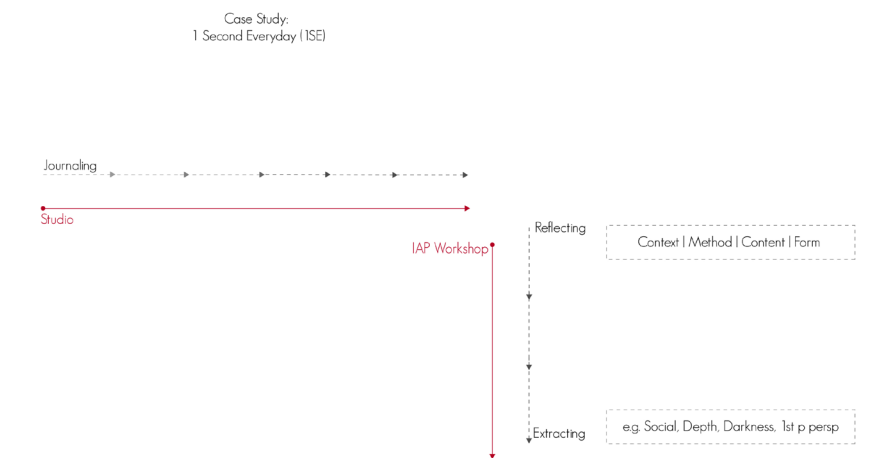 Case Study:
1 Second Everyday (1SE)
Journaling
Studio
Reflecting
Context | Method | Content | Form
IAP Workshop
Extracting
e.g. Social, Depth, Darkness, 1st p persp